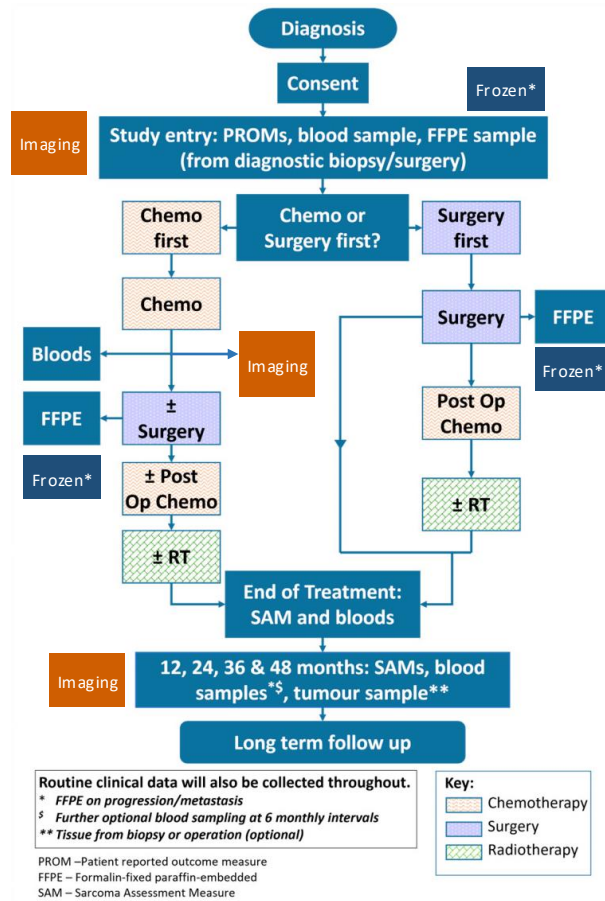 Diagnosis
Consent
Frozen*
Imaging
Study entry: PROMs, blood sample, FFPE sample
(from diagnostic biopsy/surgery)
Chemo
first
Chemo or
Surgery first?
Surgery
first
Chemo
Surgery
FFPE
Bloods
Imaging
Frozen*
FFPE
±
Surgery
Post Op
Chemo
Frozen*
± Post
Op Chemo
± RT
± RT
End of Treatment:
SAM and bloods
Imaging
12, 24, 36 & 48 months: SAMs, blood
samples*$, tumour sample**
Long term follow up
Routine clinical data will also be collected throughout.
* FFPE on progression/metastasis
$ Further optional blood sampling at 6 monthly intervals
** Tissue from biopsy or operation (optional)
Key:
Chemotherapy
Surgery
Radiotherapy
PROM –Patient reported outcome measure
FFPE – Formalin-fixed paraffin-embedded
SAM – Sarcoma Assessment Measure